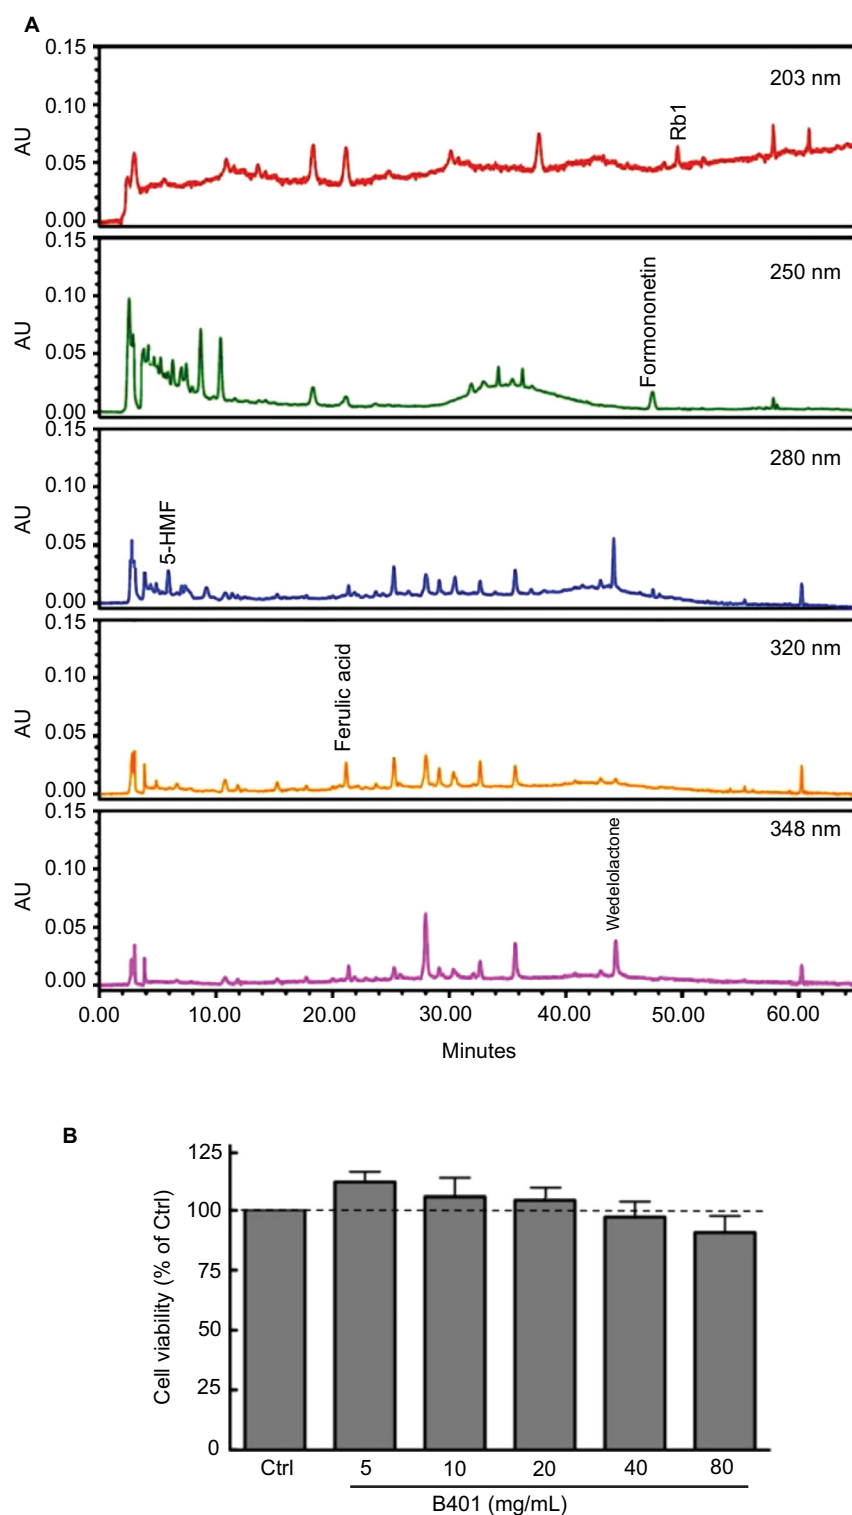 A
0.15
203 nm
0.10
Rb1
AU
0.05
0.00
0.15
250 nm
0.10
Formononetin
AU
0.05
0.00
0.15
280 nm
0.10
5-HMF
AU
0.05
0.00
0.15
320 nm
0.10
Ferulic acid
AU
0.05
0.00
0.15
348 nm
0.10
Wedelolactone
AU
0.05
0.00
0.00 10.00 20.00 30.00 40.00 50.00 60.00
Minutes
B
125
100
75
50
25
0
Cell viability (% of Ctrl)
Ctrl 5 10 20 40 80
B401 (mg/mL)